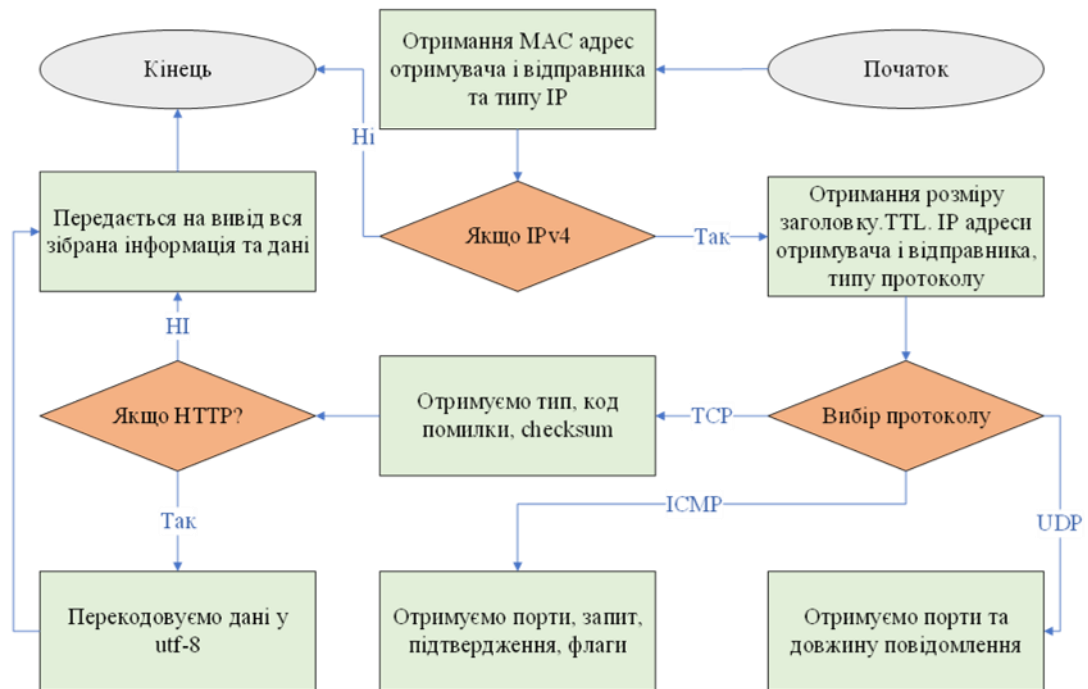 Кінець
Отримання MAC адрес
отримувача і відправника
та типу IP
Початок
Ні
Передається на вивід вся
зібрана інформація та дані
Якщо IPv4
Так
Отримання розміру
заголовку.TTL. IP адреси
отримувача і відправника,
типу протоколу
НІ
Якщо HTTP?
Отримуємо тип, код
помилки, checksum
TCP
Вибір протоколу
Так
ICMP
UDP
Перекодовуємо дані у
utf-8
Отримуємо порти, запит,
підтвердження, флаги
Отримуємо порти та
довжину повідомлення